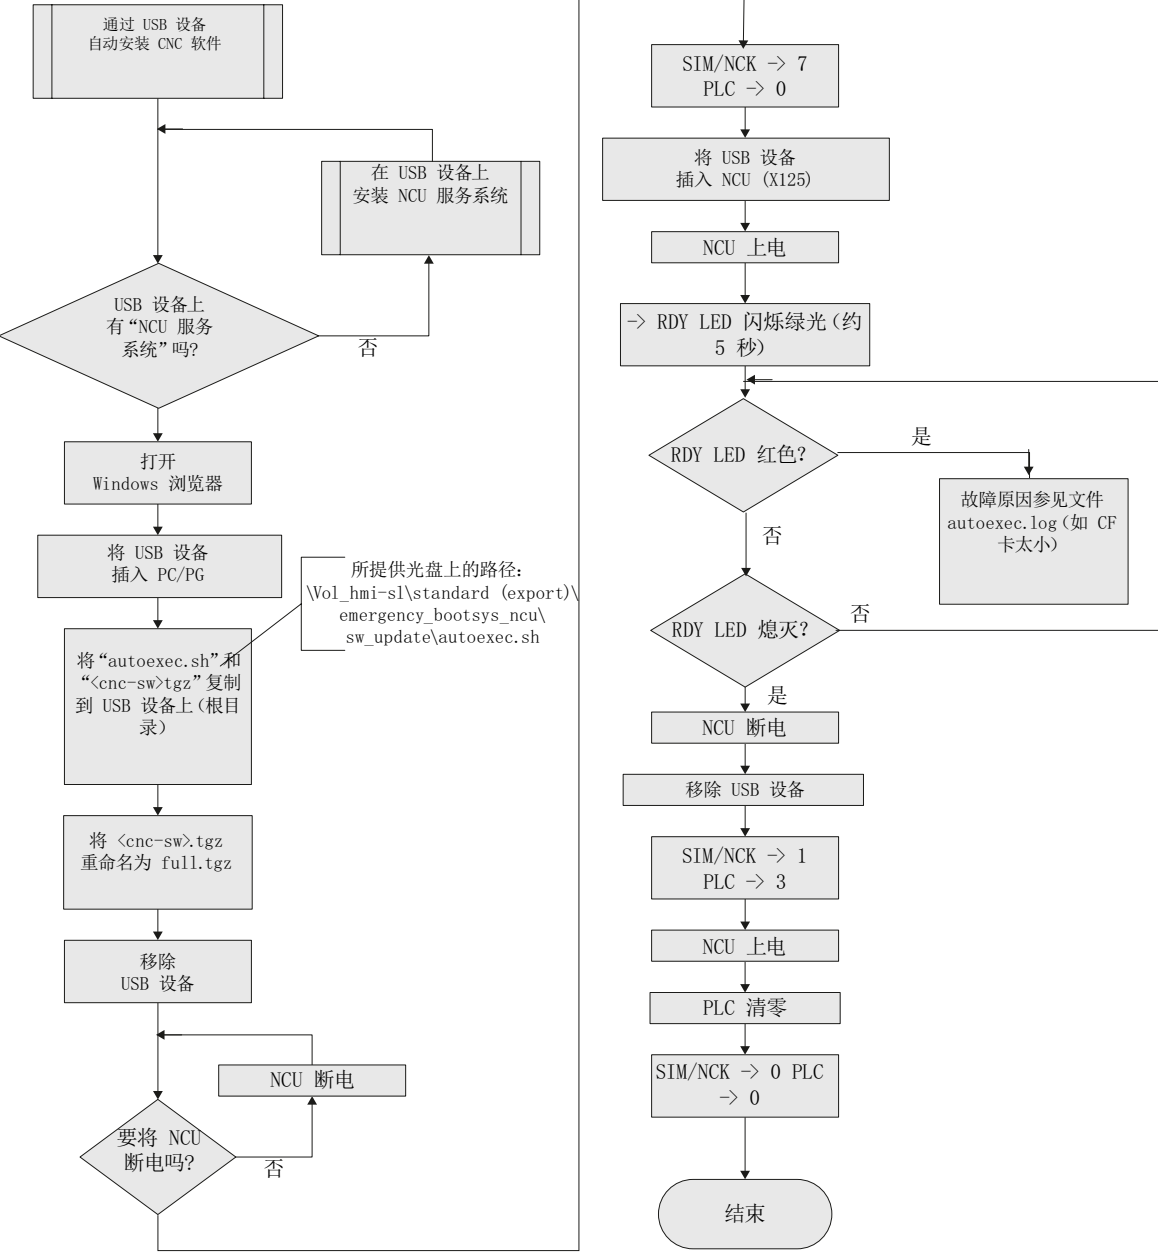 通过 USB 设备
自动安装 CNC 软件
在 USB 设备上
安装 NCU 服务系统
USB 设备上
有“NCU 服务
系统”吗?
否
打开
Windows 浏览器
将 USB 设备
插入 PC/PG
所提供光盘上的路径:
\Vol_hmi-sl\standard (export)\
emergency_bootsys_ncu\
sw_update\autoexec.sh
将“autoexec.sh”和
“<cnc-sw>tgz”复制
到 USB 设备上(根目
录)
将 <cnc-sw>.tgz
重命名为 full.tgz
移除
USB 设备
NCU 断电
要将 NCU
断电吗?
否
SIM/NCK -> 7
PLC -> 0
将 USB 设备
插入 NCU (X125)
NCU 上电
-> RDY LED 闪烁绿光(约
5 秒)
RDY LED 红色?
是
故障原因参见文件
autoexec.log(如 CF
卡太小)
否
RDY LED 熄灭?
否
是
NCU 断电
移除 USB 设备
SIM/NCK -> 1
PLC -> 3
NCU 上电
PLC 清零
SIM/NCK -> 0 PLC
-> 0
结束